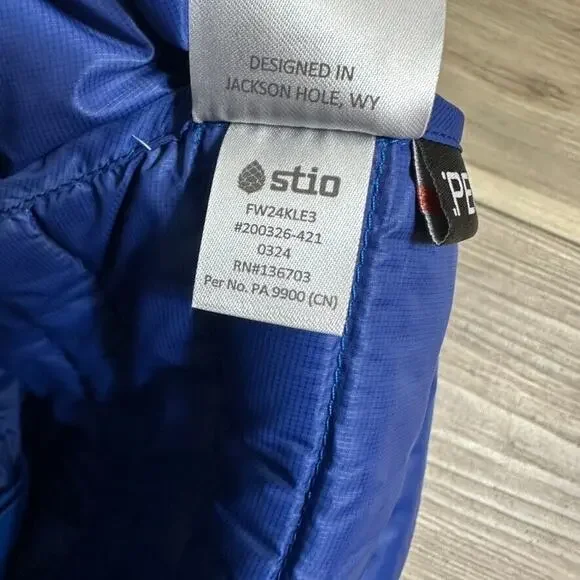 DESIGNED IN
JACKSON HOLE, WY
stio
FW24KLE3
#200326-421
0324
RN#136703
Per No. PA 9900 (CN)